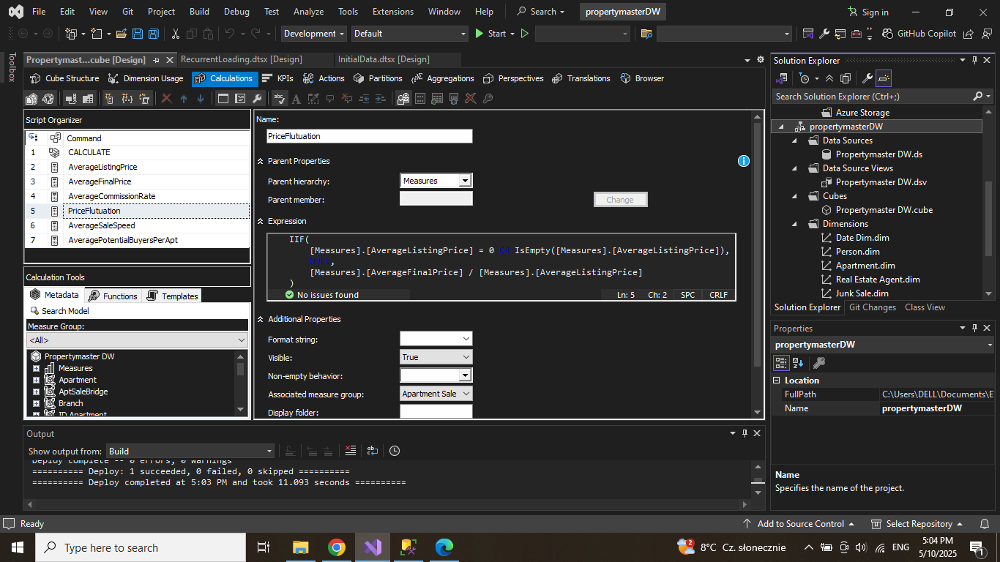 File Edit View Git Project Build Debug Test Analyze Tools Extensions Window Help Search propertymasterDW Sign in
Development Default Start GitHub Copilot
Toolbox
Propertymast...cube [Design] RecurrentLoading.dtsx [Design] InitialData.dtsx [Design]
Cube Structure Dimension Usage Calculations KPIs Actions Partitions Aggregations Perspectives Translations Browser
Script Organizer
Command
1 CALCULATE
2 AverageListingPrice
3 AverageFinalPrice
4 AverageCommissionRate
5 PriceFlutuation
6 AverageSaleSpeed
7 AveragePotentialBuyersPerApt
Calculation Tools
Metadata Functions Templates
Search Model
Measure Group:
<All>
Propertymaster DW
Measures
Apartment
AptSaleBridge
Branch
ID Apartment
Name:
PriceFlutuation
Parent Properties
Parent hierarchy: Measures
Parent member: Change
Expression
IIF(
[Measures].[AverageListingPrice] = 0 OR IsEmpty([Measures].[AverageListingPrice]),
NULL,
[Measures].[AverageFinalPrice] / [Measures].[AverageListingPrice]
)
No issues found Ln: 5 Ch: 2 SPC CRLF
Additional Properties
Format string:
Visible: True
Non-empty behavior:
Associated measure group: Apartment Sale
Display folder:
Output
Show output from: Build
Deploy complete -- 0 errors, 0 warnings
========== Deploy: 1 succeeded, 0 failed, 0 skipped ==========
========== Deploy completed at 5:03 PM and took 11.093 seconds ==========
Solution Explorer
Search Solution Explorer (Ctrl+;)
Azure Storage
propertymasterDW
Data Sources
Propertymaster DW.ds
Data Source Views
Propertymaster DW.dsv
Cubes
Propertymaster DW.cube
Dimensions
Date Dim.dim
Person.dim
Apartment.dim
Real Estate Agent.dim
Junk Sale.dim
Solution Explorer Git Changes Class View
Properties
propertymasterDW
Location
FullPath C:\Users\DELL\Documents\E
Name propertymasterDW
Name
Specifies the name of the project.
Ready Add to Source Control Select Repository
Type here to search 2 8°C Cz. słonecznie ENG 5:04 PM
5/10/2025 1